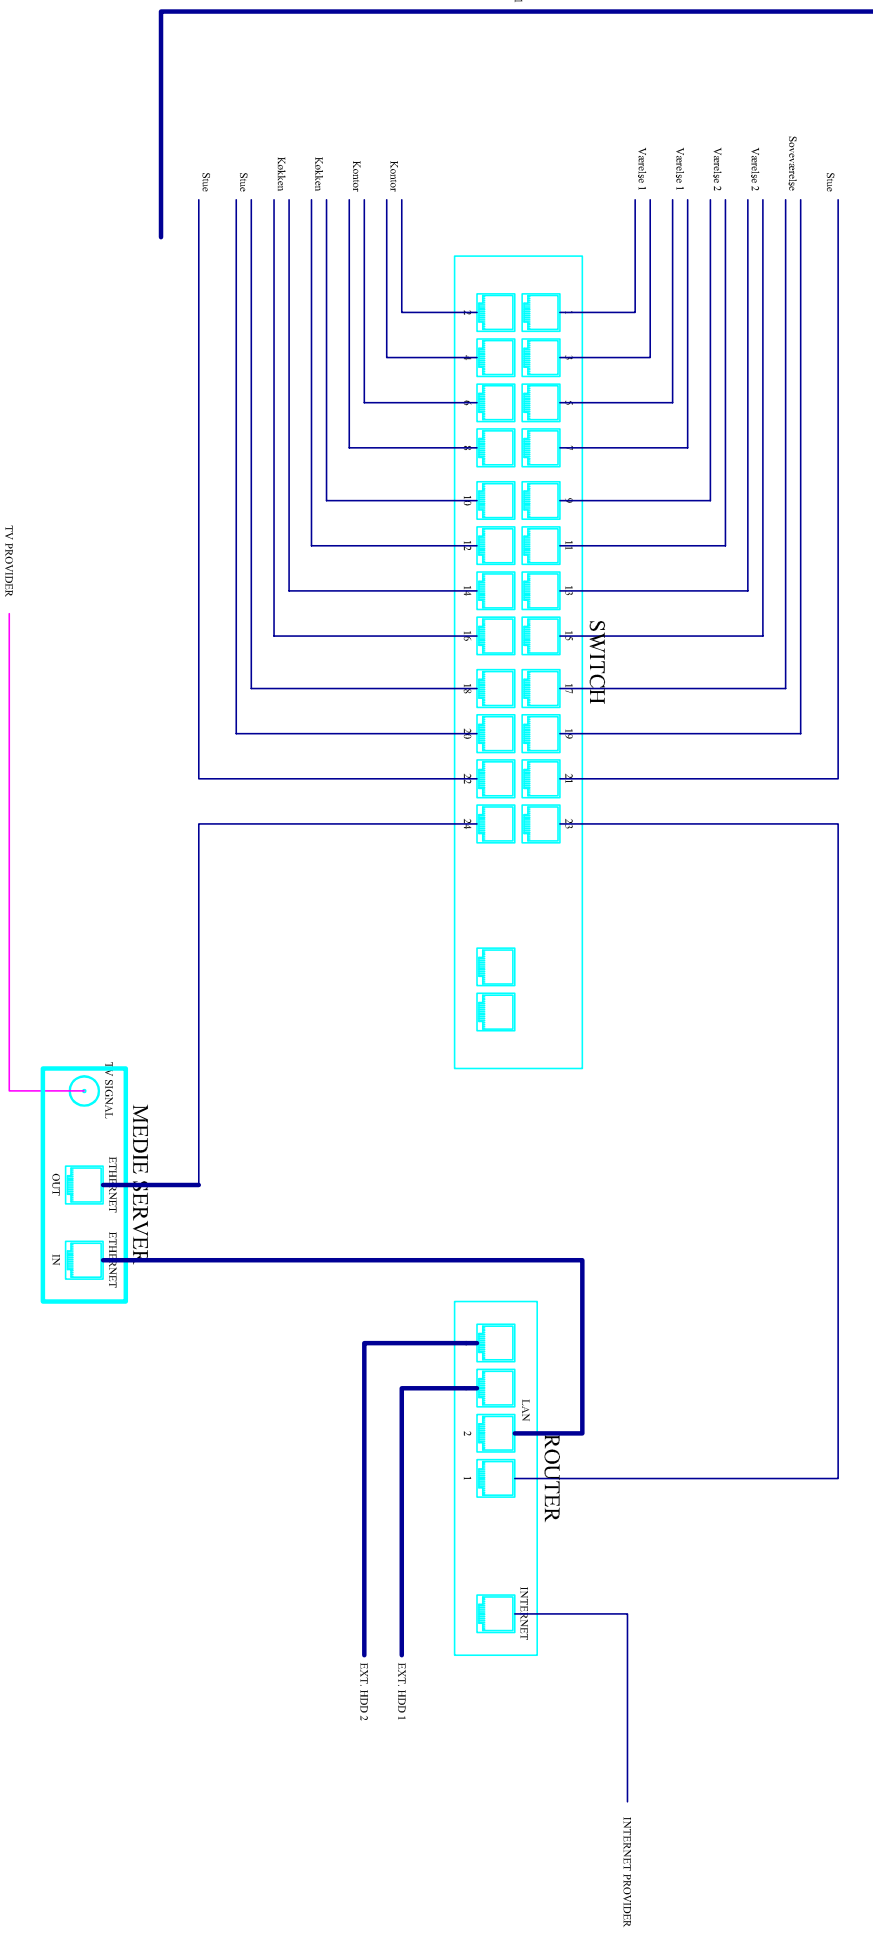 Stue
Stue
Køkken
Køkken
Kontor
Kontor
Værelse 1
Værelse 1
Værelse 2
Værelse 2
Soveværelse
Stue
SWITCH
1
3
5
7
9
11
13
15
17
19
21
23
2
4
6
8
10
12
14
16
18
20
22
24
TV PROVIDER
MEDIE SERVER
TV SIGNAL
ETHERNET
OUT
ETHERNET
IN
ROUTER
LAN
2
1
INTERNET
EXT. HDD 1
EXT. HDD 2
INTERNET PROVIDER